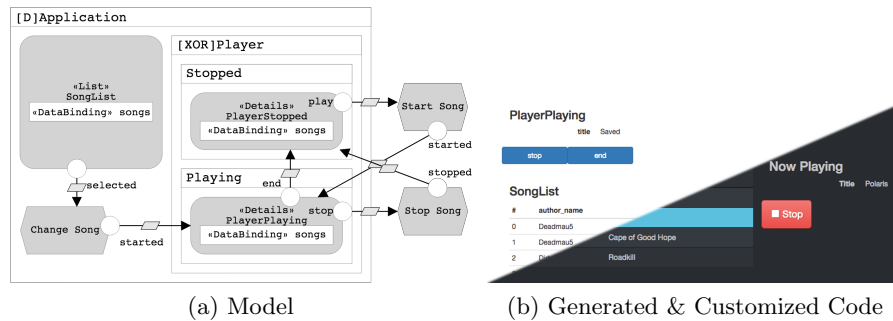 [D]Application
[XOR]Player
Stopped
«List»
SongList
«DataBinding» songs
«Details»
PlayerStopped
«DataBinding» songs
play
Start Song
started
stopped
Playing
end
«Details»
PlayerPlaying
«DataBinding» songs
stop
Stop Song
selected
Change Song
started
(a) Model
PlayerPlaying
title Saved
stop end
SongList
# author_name
0 Deadmau5
1 Deadmau5 Cape of Good Hope
2 Roadkill
Now Playing
Title Polaris
Stop
(b) Generated & Customized Code